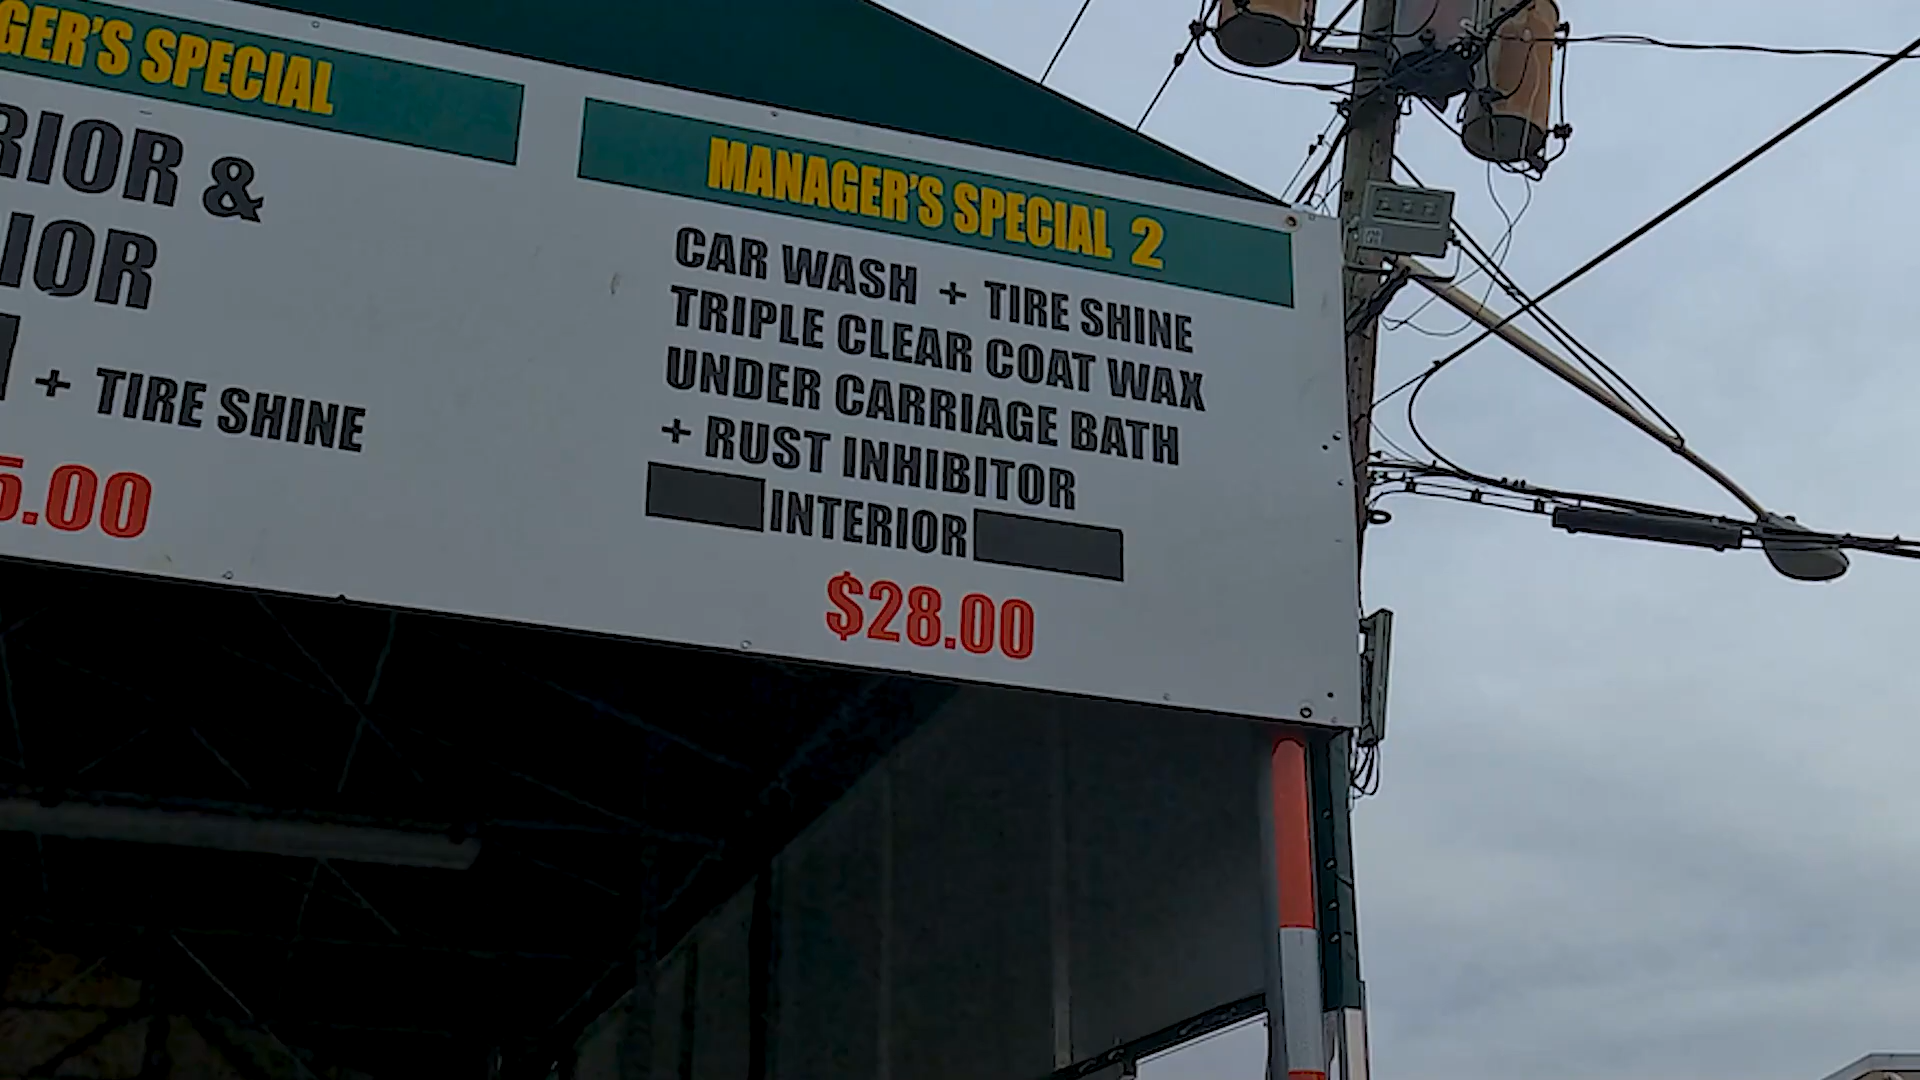 GER'S SPECIAL
RIOR &
IOR
+ TIRE SHINE
5.00
MANAGER'S SPECIAL 2
CAR WASH + TIRE SHINE
TRIPLE CLEAR COAT WAX
UNDER CARRIAGE BATH
+ RUST INHIBITOR
INTERIOR
$28.00